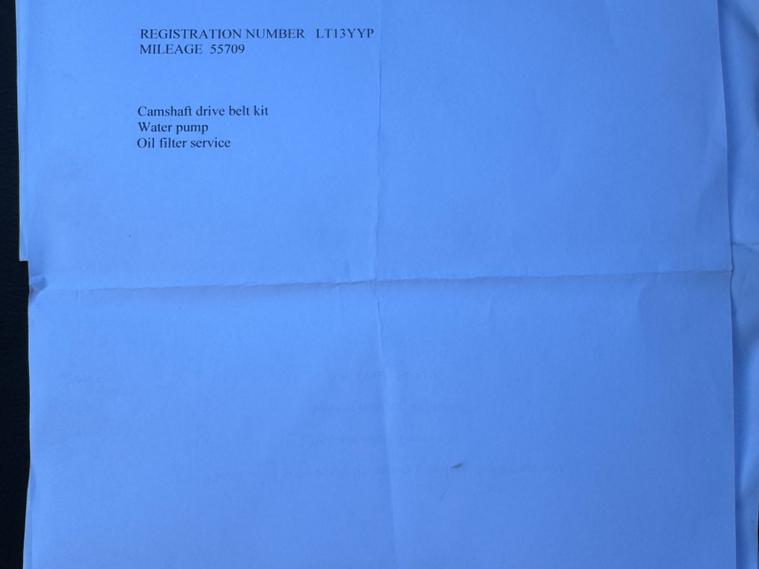 REGISTRATION NUMBER LT13YYP
MILEAGE 55709
Camshaft drive belt kit
Water pump
Oil filter service